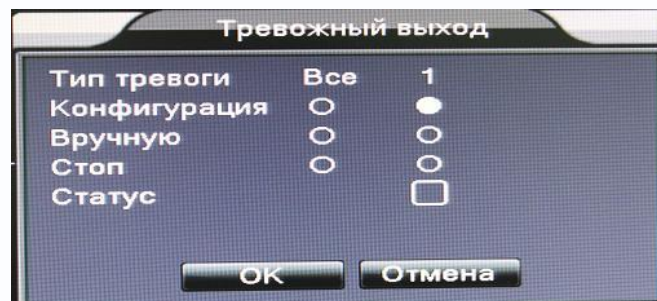 Тревожный выход
Тип тревоги Все 1
Конфигурация
Вручную
Стоп
Статус
OK Отмена